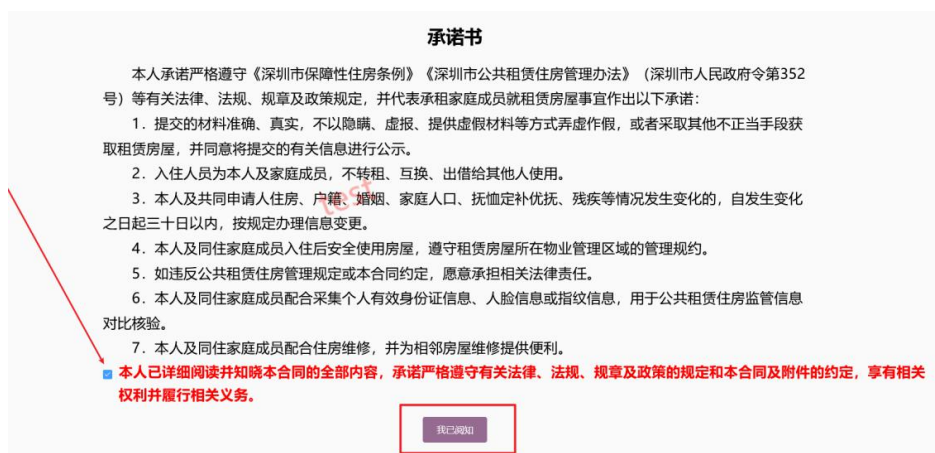 承诺书
本人承诺严格遵守《深圳市保障性住房条例》《深圳市公共租赁住房管理办法》（深圳市人民政府令第352
号）等有关法律、法规、规章及政策规定，并代表承租家庭成员就租赁房屋事宜作出以下承诺：
1．提交的材料准确、真实，不以隐瞒、虚报、提供虚假材料等方式弄虚作假，或者采取其他不正当手段获
取租赁房屋，并同意将提交的有关信息进行公示。
2．入住人员为本人及家庭成员，不转租、互换、出借给其他人使用。
test
3．本人及共同申请人住房、户籍、婚姻、家庭人口、抚恤定补优抚、残疾等情况发生变化的，自发生变化
之日起三十日以内，按规定办理信息变更。
4．本人及同住家庭成员入住后安全使用房屋，遵守租赁房屋所在物业管理区域的管理规约。
5．如违反公共租赁住房管理规定或本合同约定，愿意承担相关法律责任。
6．本人及同住家庭成员配合采集个人有效身份证信息、人脸信息或指纹信息，用于公共租赁住房监管信息
对比核验。
7．本人及同住家庭成员配合住房维修，并为相邻房屋维修提供便利。
本人已详细阅读并知晓本合同的全部内容，承诺严格遵守有关法律、法规、规章及政策的规定和本合同及附件的约定，享有相关
权利并履行相关义务。
我已阅知